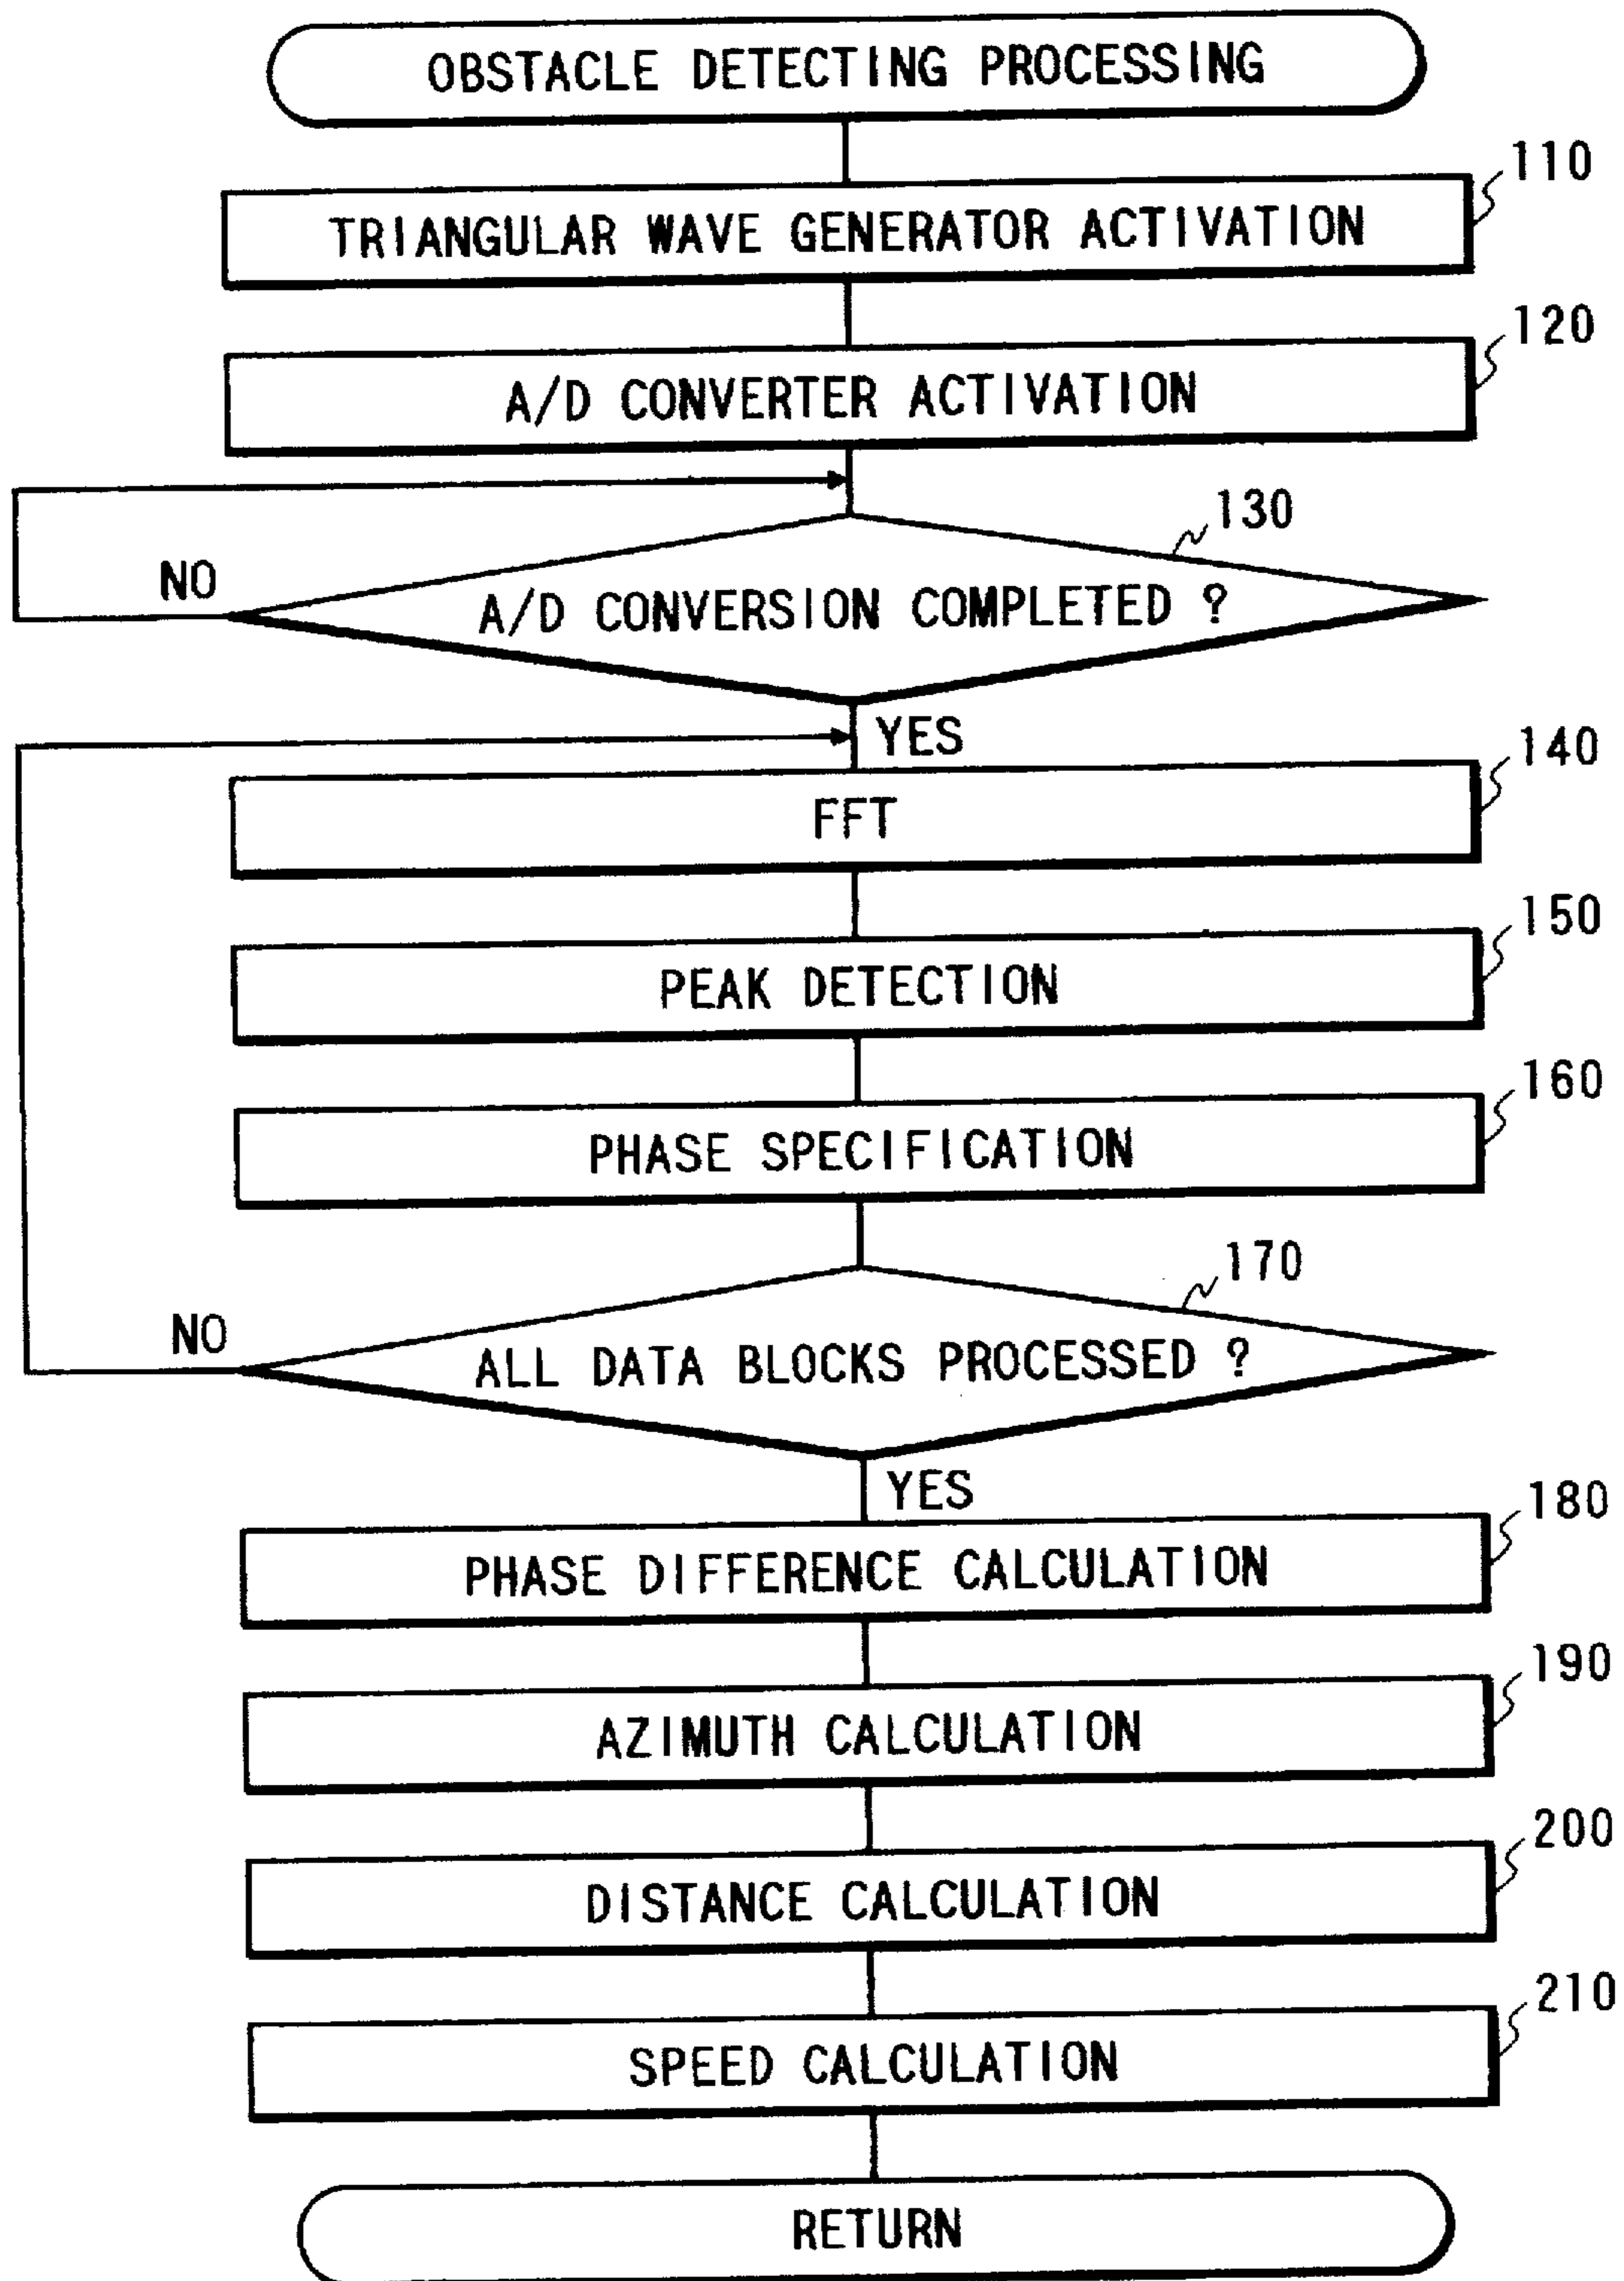 OBSTACLE DETECTING PROCESSING
110
TRIANGULAR WAVE GENERATOR ACTIVATION
120
A/D CONVERTER ACTIVATION
130
NO
A/D CONVERSION COMPLETED ?
YES
140
FFT
150
PEAK DETECTION
160
PHASE SPECIFICATION
170
NO
ALL DATA BLOCKS PROCESSED ?
YES
180
PHASE DIFFERENCE CALCULATION
190
AZIMUTH CALCULATION
200
DISTANCE CALCULATION
210
SPEED CALCULATION
RETURN